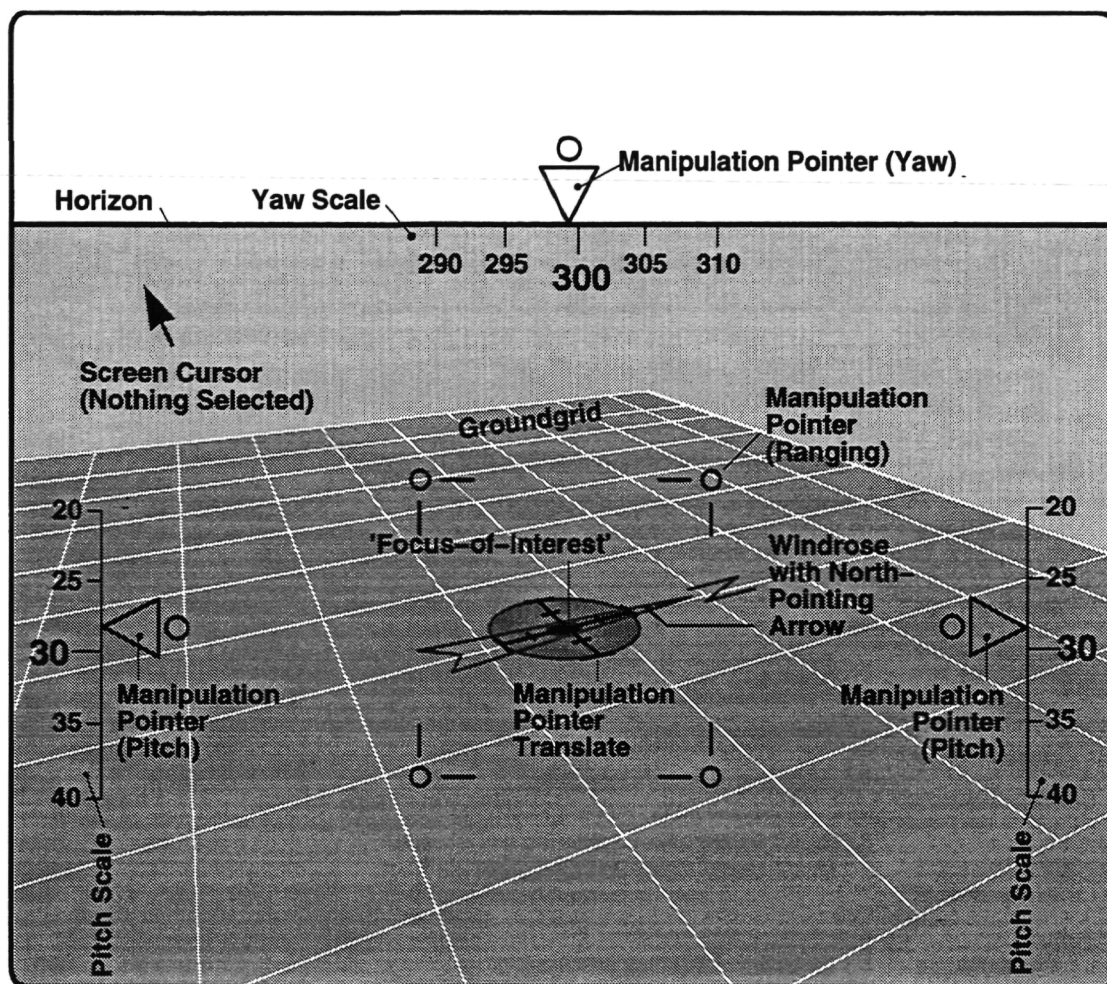 Manipulation Pointer (Yaw)
Horizon
Yaw Scale
290 295 300 305 310
Screen Cursor
(Nothing Selected)
Groundgrid
Manipulation
Pointer
(Ranging)
20
25
30
35
40
'Focus-of-Interest'
Windrose
with North-
Pointing
Arrow
20
25
30
35
40
Manipulation
Pointer
(Pitch)
Manipulation
Pointer
Translate
Manipulation
Pointer
(Pitch)
Pitch Scale
Pitch Scale